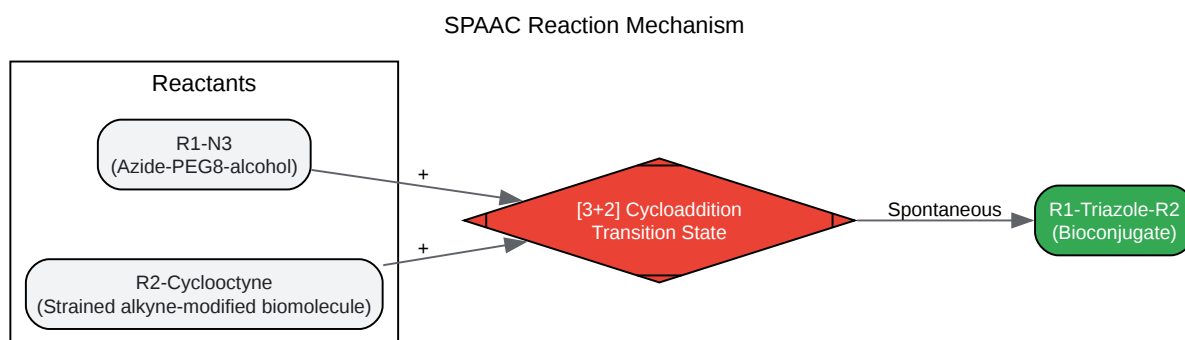 SPAAC Reaction Mechanism
Reactants
R1-N3
(Azide-PEG8-alcohol)
+
R2-Cyclooctyne
(Strained alkyne-modified biomolecule)
+
[3+2] Cycloaddition
Transition State
Spontaneous
R1-Triazole-R2
(Bioconjugate)